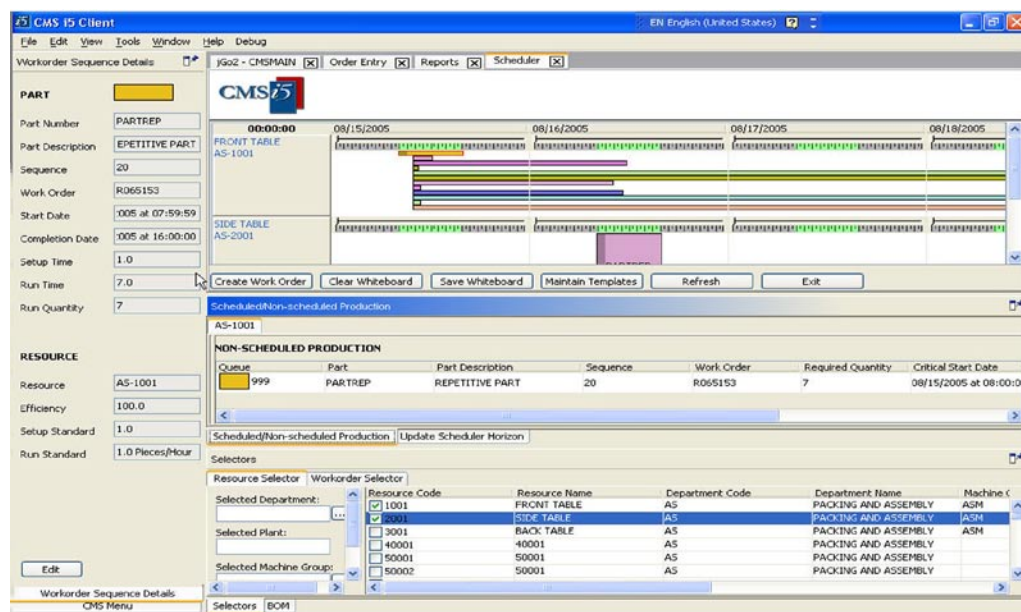 i5 CMS i5 Client
EN English (United States)
File Edit View Tools Window Help Debug
Workorder Sequence Details
jGo2 - CMSMAIN Order Entry Reports Scheduler
PART
Part Number PARTREP
Part Description EPETITIVE PART
Sequence 20
Work Order R065153
Start Date :005 at 07:59:59
Completion Date :005 at 16:00:00
Setup Time 1.0
Run Time 7.0
Run Quantity 7
RESOURCE
Resource AS-1001
Efficiency 100.0
Setup Standard 1.0
Run Standard 1.0 Pieces/Hour
Edit
Workorder Sequence Details
CMS Menu
CMSi5
00:00:00 08/15/2005 08/16/2005 08/17/2005 08/18/2005
FRONT TABLE
AS-1001
SIDE TABLE
AS-2001
PARTREP
Create Work Order Clear Whiteboard Save Whiteboard Maintain Templates Refresh Exit
Scheduled/Non-scheduled Production
AS-1001
NON-SCHEDULED PRODUCTION
Queue Part Part Description Sequence Work Order Required Quantity Critical Start Date
999 PARTREP REPETITIVE PART 20 R065153 7 08/15/2005 at 08:00:0
Scheduled/Non-scheduled Production Update Scheduler Horizon
Selectors
Resource Selector Workorder Selector
Selected Department:
...
Selected Plant:
Selected Machine Group:
Resource Code Resource Name Department Code Department Name Machine
1001 FRONT TABLE AS PACKING AND ASSEMBLY ASM
2001 SIDE TABLE AS PACKING AND ASSEMBLY ASM
3001 BACK TABLE AS PACKING AND ASSEMBLY ASM
40001 40001 AS PACKING AND ASSEMBLY
50001 50001 AS PACKING AND ASSEMBLY
50002 50001 AS PACKING AND ASSEMBLY
Selectors BOM